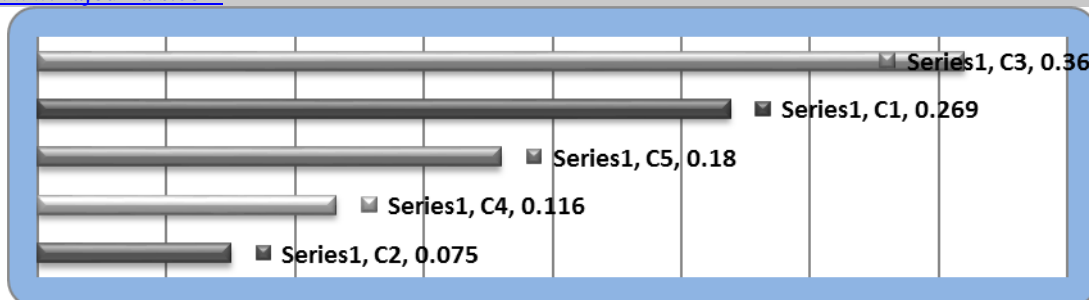 Series1, C3, 0.36
Series1, C1, 0.269
Series1, C5, 0.18
Series1, C4, 0.116
Series1, C2, 0.075